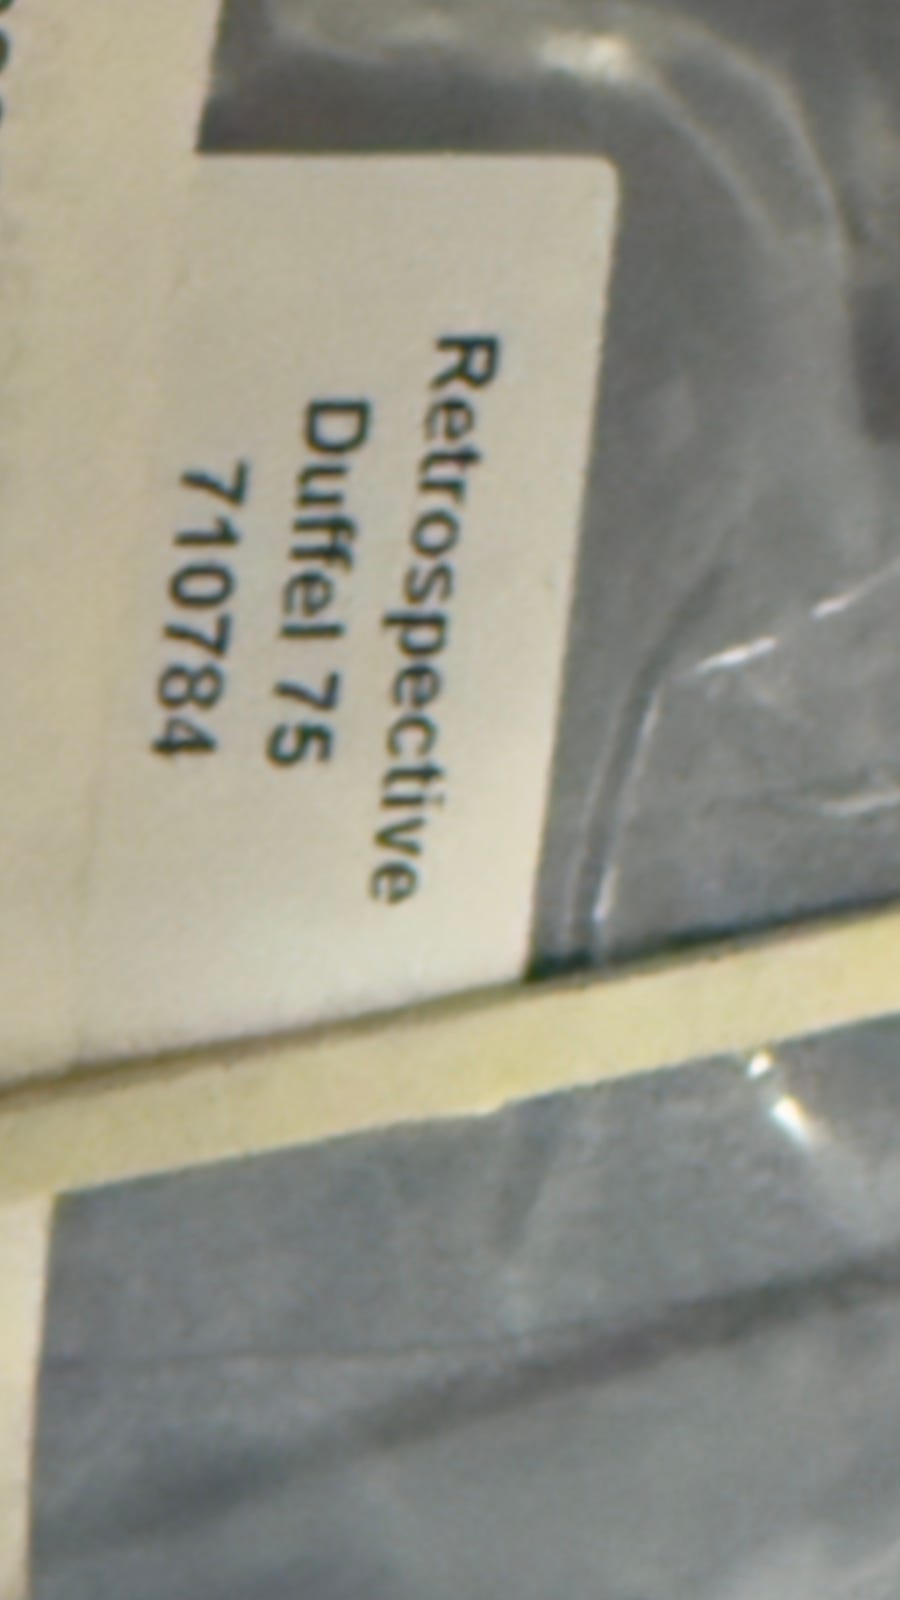 Retrospective
Duffel 75
710784